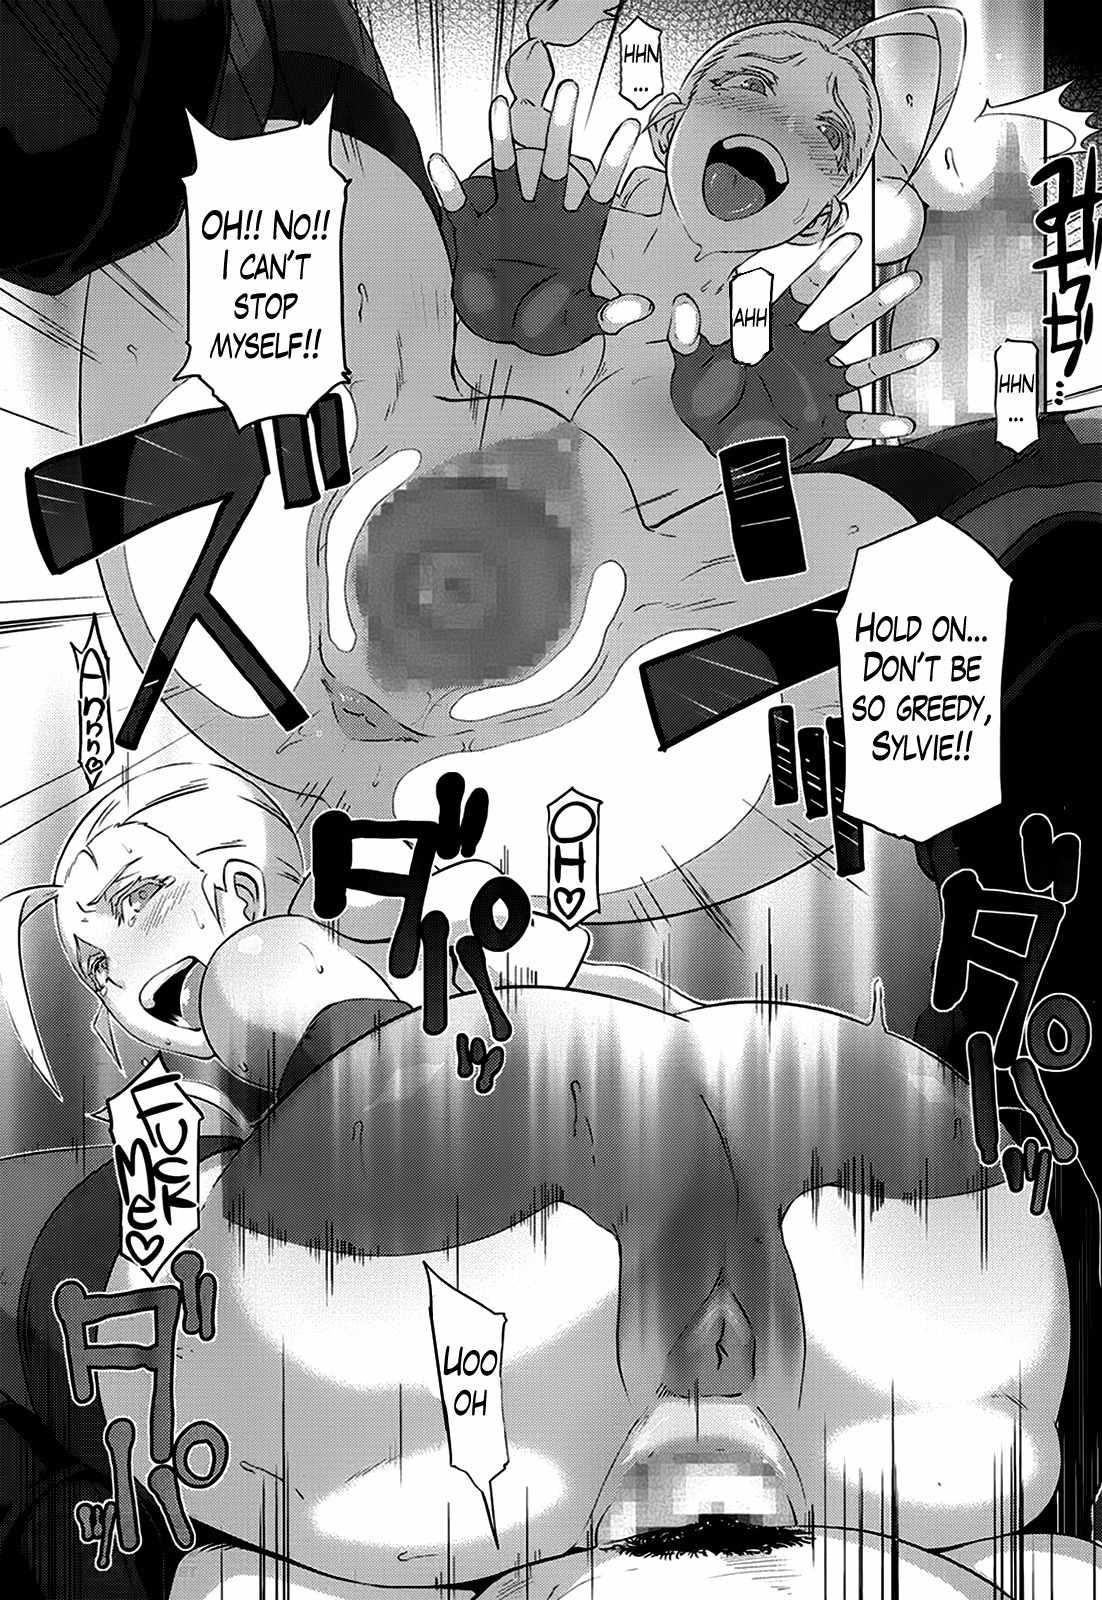 HHN
...
OH!! NO!!
I CAN'T
STOP
MYSELF!!
AHH
HHN
...
HOLD ON...
DON'T BE
SO GREEDY,
SYLVIE!!
Ahhh♡
OH♡
FUCK
Me♡
UOO
OH